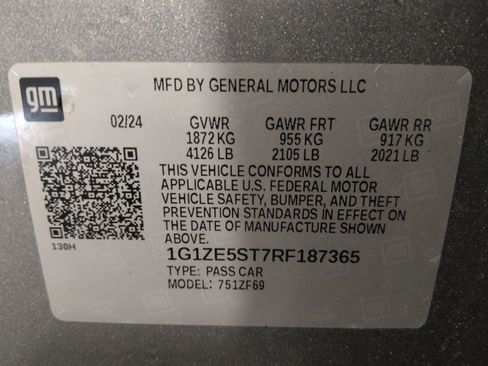 gm
MFD BY GENERAL MOTORS LLC
02/24 GVWR GAWR FRT GAWR RR
1872 KG 955 KG 917 KG
4126 LB 2105 LB 2021 LB
THIS VEHICLE CONFORMS TO ALL
APPLICABLE U.S. FEDERAL MOTOR
VEHICLE SAFETY, BUMPER, AND THEFT
PREVENTION STANDARDS IN EFFECT ON
THE DATE OF MANUFACTURE SHOWN
ABOVE.
130H
1G1ZE5ST7RF187365
TYPE: PASS CAR
MODEL: 751ZF69